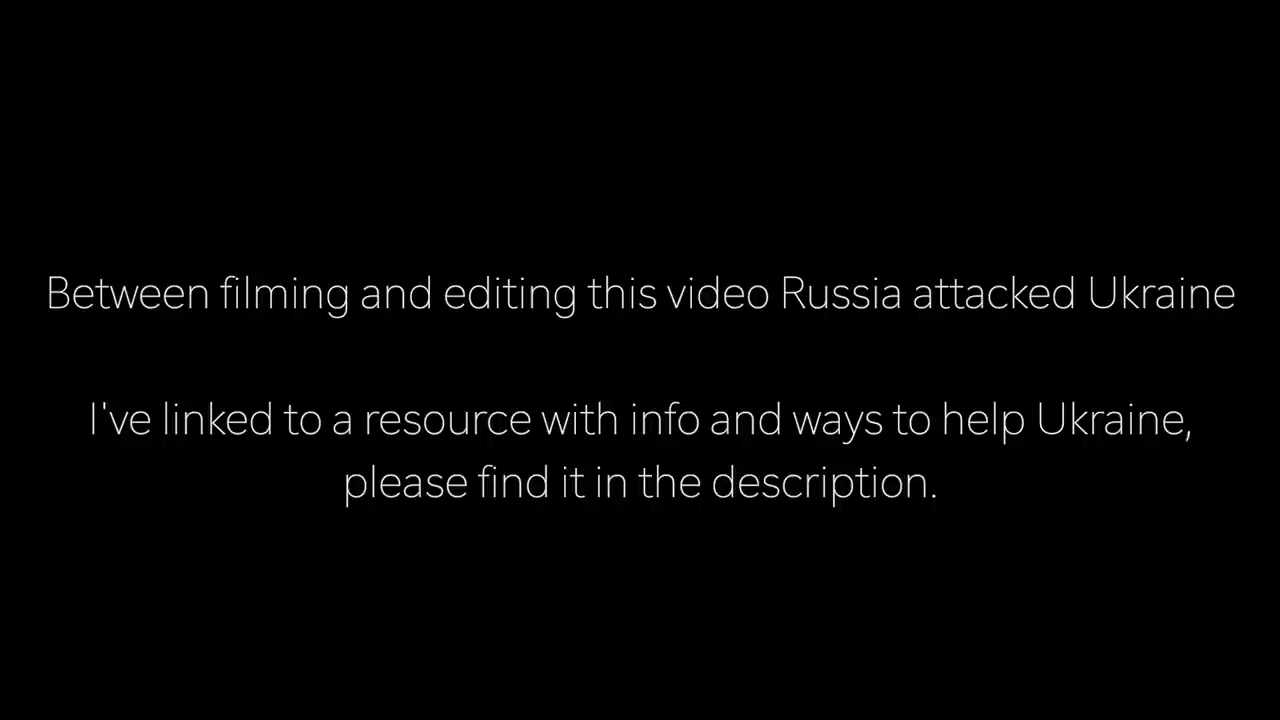 Between filming and editing this video Russia attacked Ukraine
I've linked to a resource with info and ways to help Ukraine,
please find it in the description.